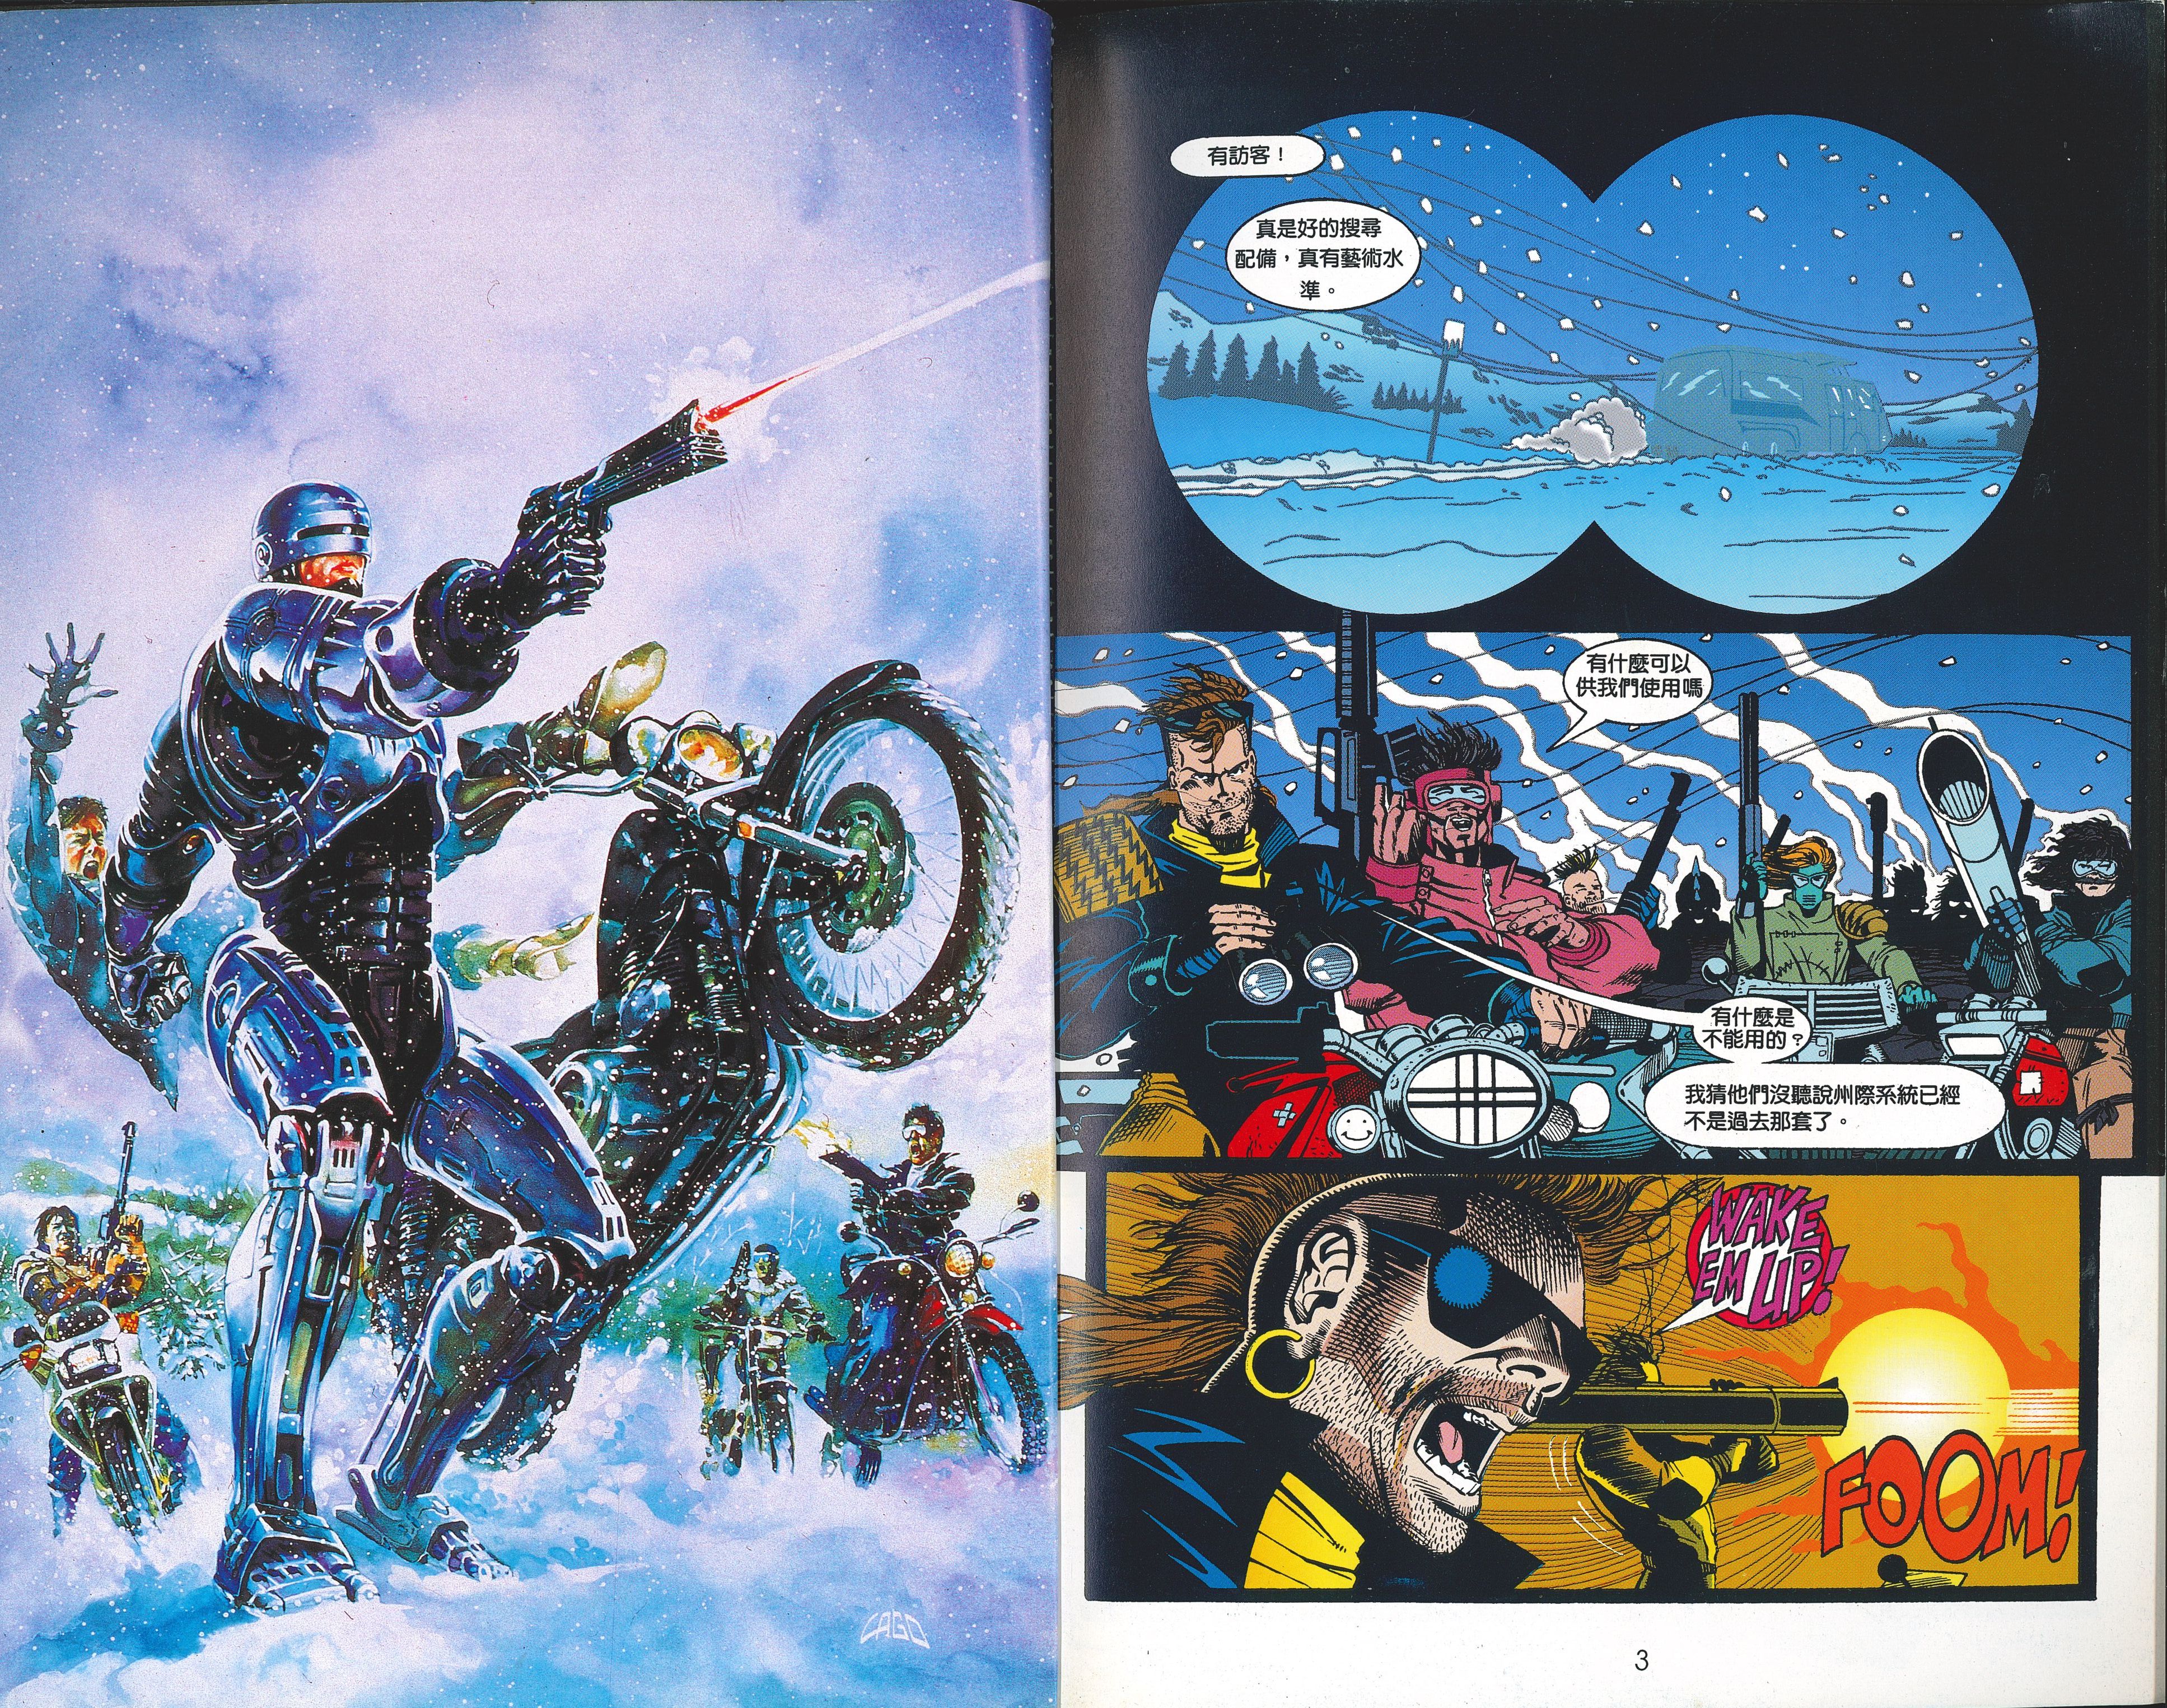 有訪客！
真是好的搜尋
配備，真有藝術水
準。
有什麼可以
供我們使用嗎
有什麼是
不能用的？
我猜他們沒聽說州際系統已經
不是過去那套了。
WAKE
EM UP!
FOOM!
LAGO
3